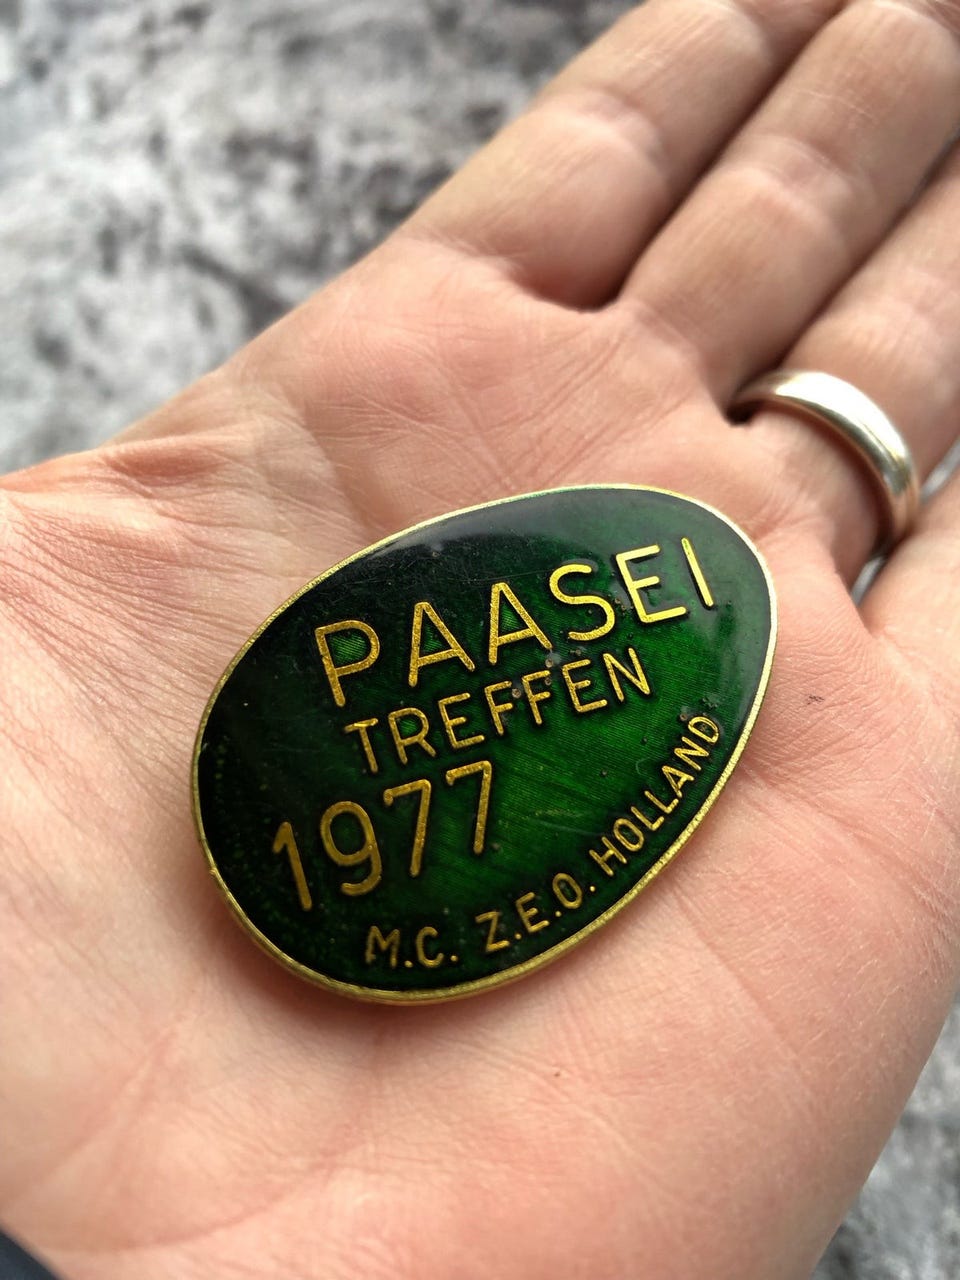 PAASEI
TREFFEN
1977
M.C. Z.E.O. HOLLAND